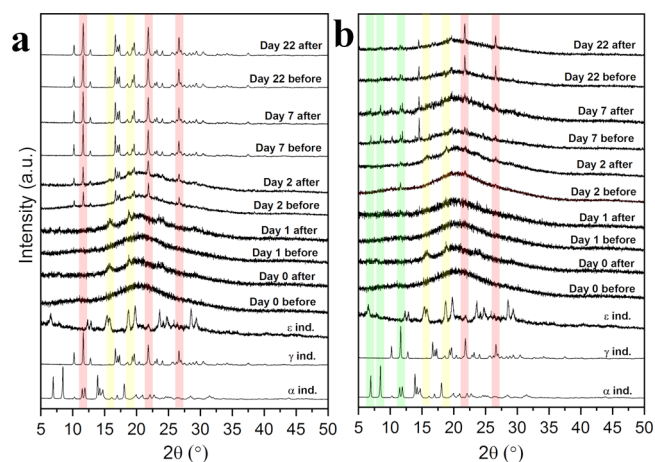 a
Intensity (a.u.)
Day 22 after
Day 22 before
Day 7 after
Day 7 before
Day 2 after
Day 2 before
Day 1 after
Day 1 before
Day 0 after
Day 0 before
ε ind.
γ ind.
α ind.
5 10 15 20 25 30 35 40 45 50
2θ (°)
b
Day 22 after
Day 22 before
Day 7 after
Day 7 before
Day 2 after
Day 2 before
Day 1 after
Day 1 before
Day 0 after
Day 0 before
ε ind.
γ ind.
α ind.
5 10 15 20 25 30 35 40 45 50
2θ (°)